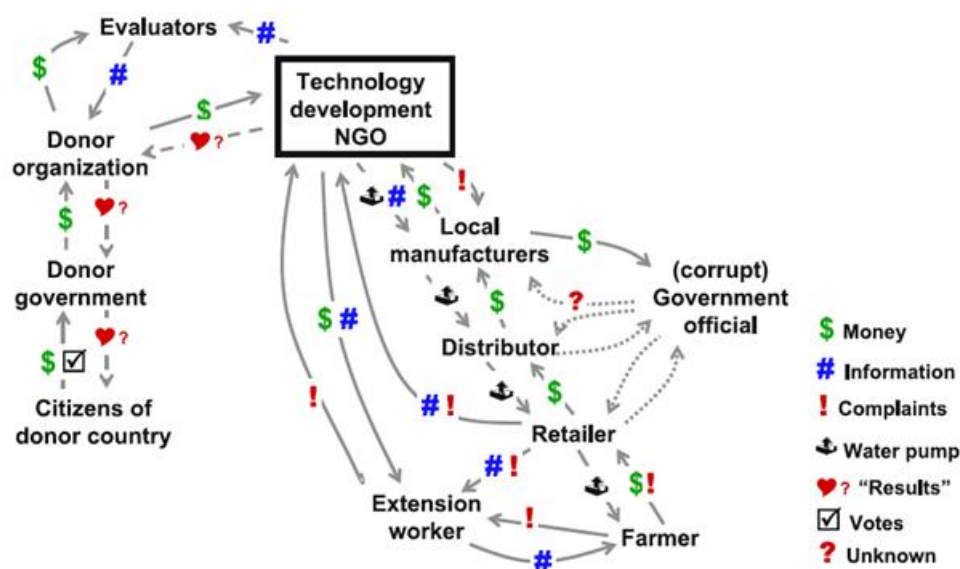 Evaluators
#
$
#
Technology
development
NGO
$
♥?
Donor
organization
$
♥?
Donor
government
$ ☑
♥?
Citizens of
donor country
# $
!
Local
manufacturers
$
(corrupt)
Government
official
?
$
Distributor
$
$ #
!
# !
Retailer
# !
$ !
Extension
worker
!
#
Farmer
$ Money
# Information
! Complaints
Water pump
♥? “Results”
☑ Votes
? Unknown